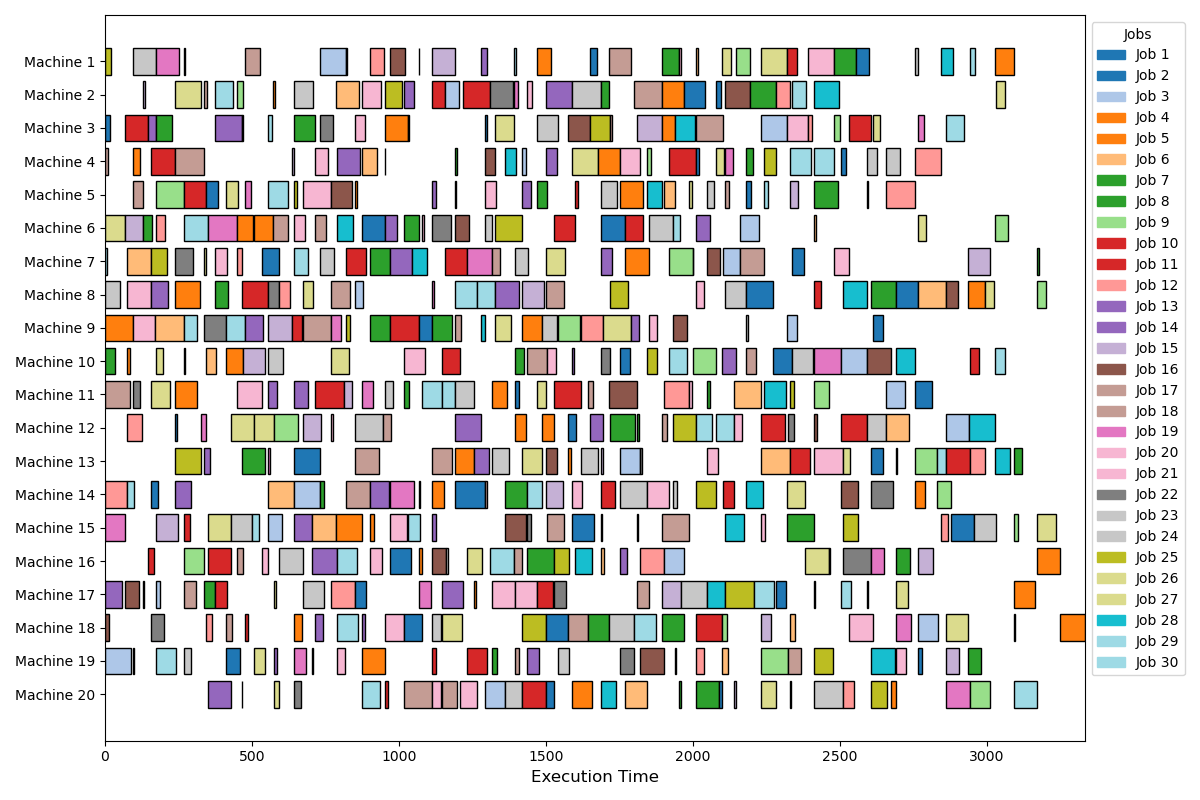 Machine 1
Machine 2
Machine 3
Machine 4
Machine 5
Machine 6
Machine 7
Machine 8
Machine 9
Machine 10
Machine 11
Machine 12
Machine 13
Machine 14
Machine 15
Machine 16
Machine 17
Machine 18
Machine 19
Machine 20
0 500 1000 1500 2000 2500 3000
Execution Time
Jobs
Job 1
Job 2
Job 3
Job 4
Job 5
Job 6
Job 7
Job 8
Job 9
Job 10
Job 11
Job 12
Job 13
Job 14
Job 15
Job 16
Job 17
Job 18
Job 19
Job 20
Job 21
Job 22
Job 23
Job 24
Job 25
Job 26
Job 27
Job 28
Job 29
Job 30